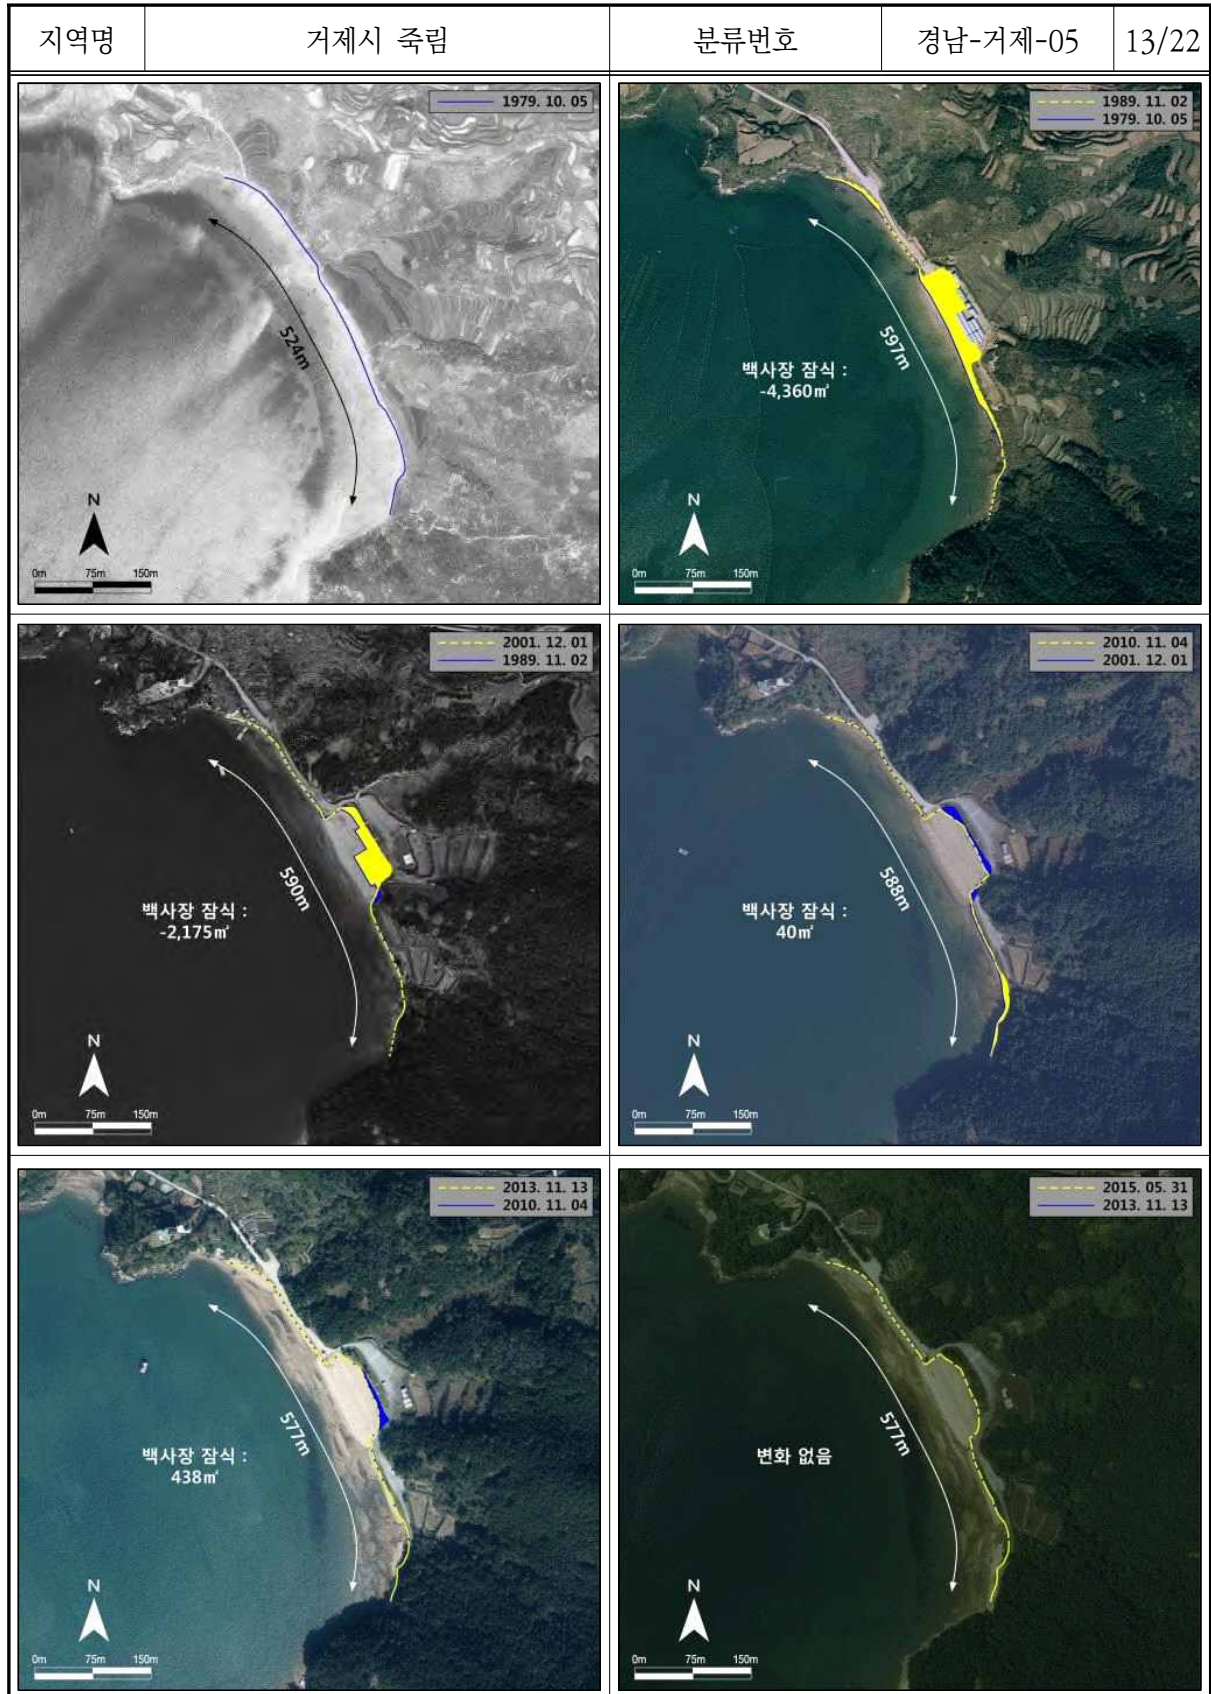 지역명 거제시 죽림 분류번호 경남-거제-05 13/22
1979. 10. 05
524m
N
0m 75m 150m
1989. 11. 02
1979. 10. 05
597m
백사장 잠식 :
-4,360㎡
N
0m 75m 150m
2001. 12. 01
1989. 11. 02
590m
백사장 잠식 :
-2,175㎡
N
0m 75m 150m
2010. 11. 04
2001. 12. 01
588m
백사장 잠식 :
40㎡
N
0m 75m 150m
2013. 11. 13
2010. 11. 04
577m
백사장 잠식 :
438㎡
N
0m 75m 150m
2015. 05. 31
2013. 11. 13
577m
변화 없음
N
0m 75m 150m